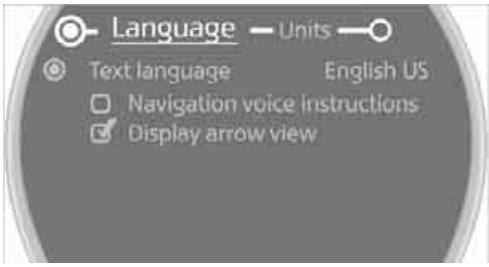 Language Units
Text language English US
Navigation voice instructions
Display arrow view